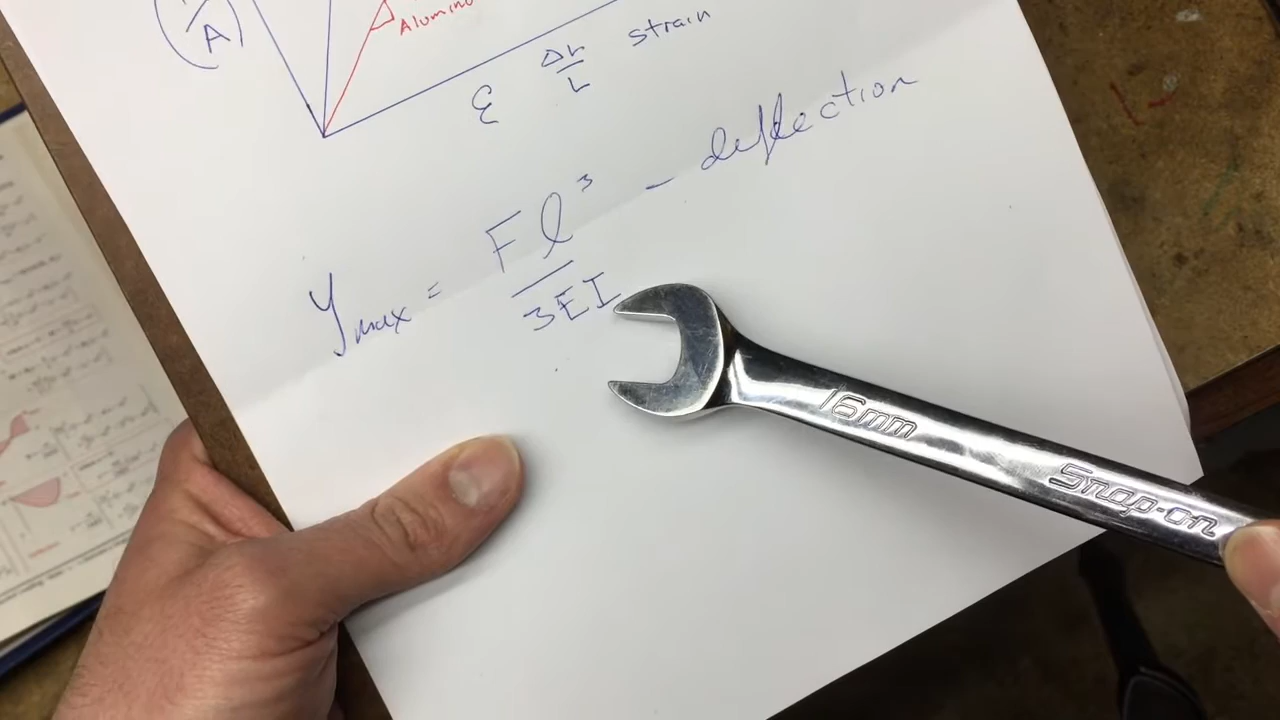 A
Alumin
ε ΔL/L strain
Ymax = Fl³/3EI - deflection
16mm
Snap-on